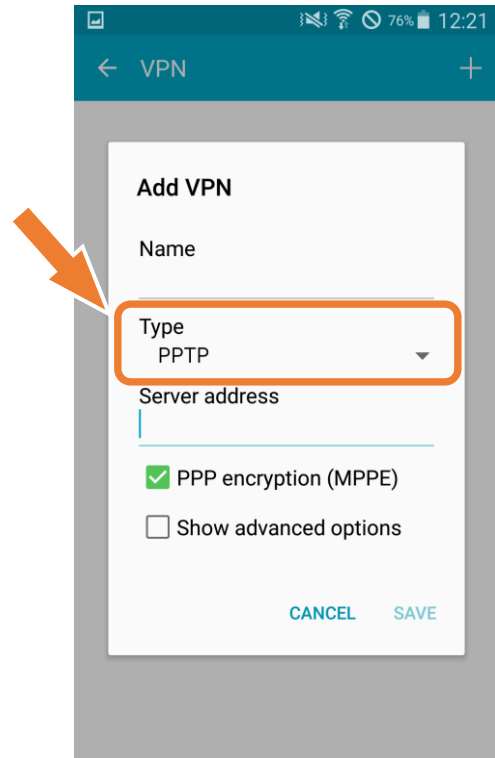 76% 12:21
VPN
Add VPN
Name
Type
PPTP
Server address
PPP encryption (MPPE)
Show advanced options
CANCEL SAVE